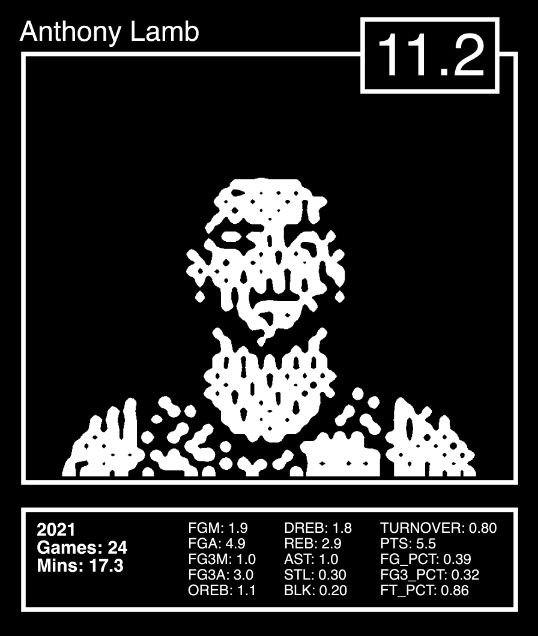 Anthony Lamb
11.2
2021
Games: 24
Mins: 17.3
FGM: 1.9
FGA: 4.9
FG3M: 1.0
FG3A: 3.0
OREB: 1.1
DREB: 1.8
REB: 2.9
AST: 1.0
STL: 0.30
BLK: 0.20
TURNOVER: 0.80
PTS: 5.5
FG_PCT: 0.39
FG3_PCT: 0.32
FT_PCT: 0.86